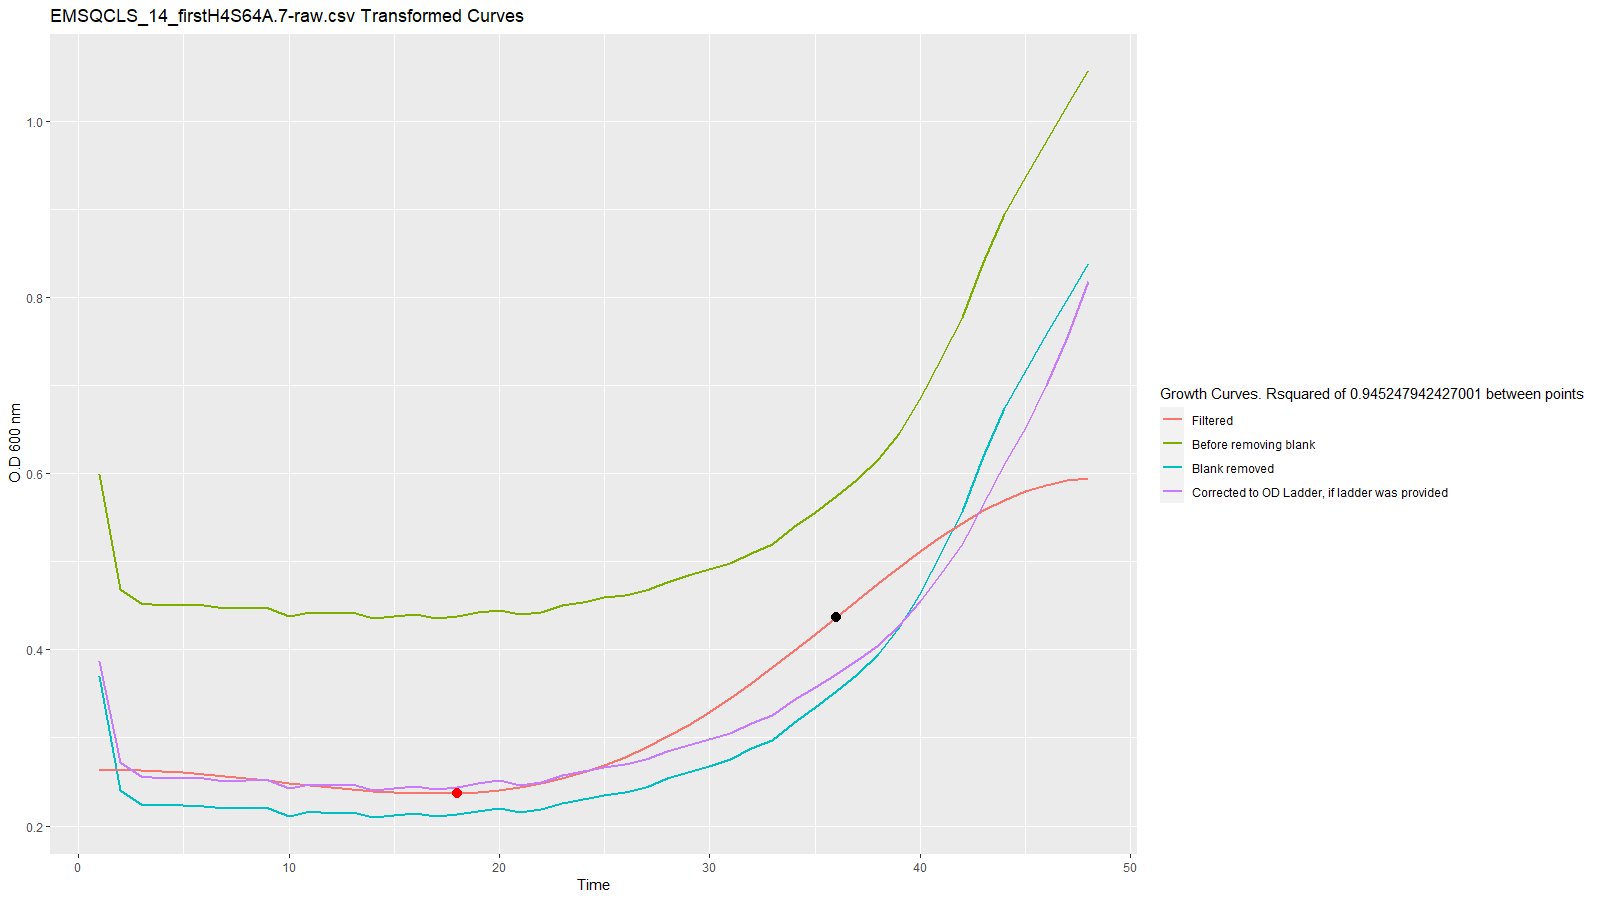 EMSQCLS_14_firstH4S64A.7-raw.csv Transformed Curves
1.0
0.8
0.6
0.4
0.2
O.D 600 nm
0 10 20 30 40 50
Time
Growth Curves. Rsquared of 0.945247942427001 between points
Filtered
Before removing blank
Blank removed
Corrected to OD Ladder, if ladder was provided